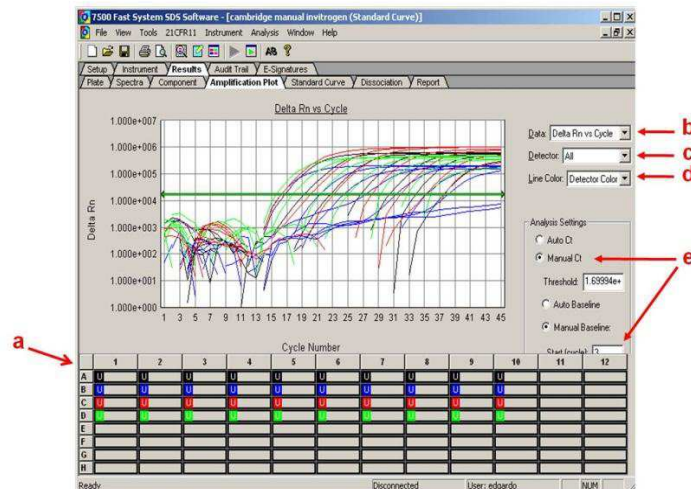 7500 Fast System SDS Software - [cambridge manual invitrogen (Standard Curve)]
File View Tools 21CFR11 Instrument Analysis Window Help
Setup Instrument Results Audit Trail E-Signatures
Plate Spectra Component Amplification Plot Standard Curve Dissociation Report
Delta Rn vs Cycle
1.000e+007
1.000e+006
1.000e+005
1.000e+004
1.000e+003
1.000e+002
1.000e+001
1.000e+000
Delta Rn
1 3 5 7 9 11 13 15 17 19 21 23 25 27 29 31 33 35 37 39 41 43 45
Cycle Number
Data: Delta Rn vs Cycle
b
Detector: All
c
Line Color: Detector Color
d
Analysis Settings
Auto Ct
Manual Ct
e
Threshold: 1.69994e+
Auto Baseline
Manual Baseline:
Start (cycle): 3
a
1 2 3 4 5 6 7 8 9 10 11 12
A U U U U U U U U U
B U U U U U U U U U
C U U U U U U U U U
D U U U U U U U U U
E
F
G
H
Ready Disconnected User: edgardo NUM